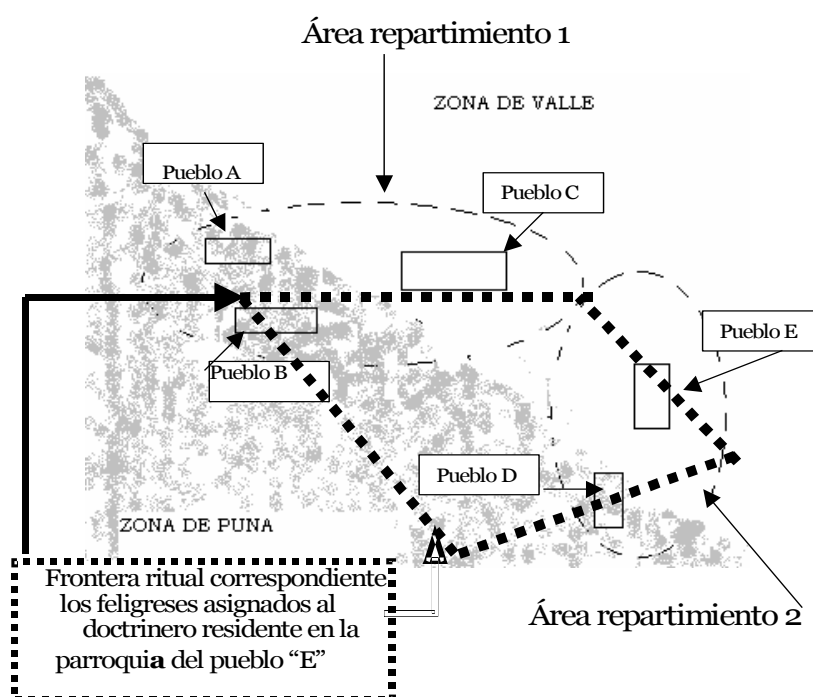 Área repartimiento 1
ZONA DE VALLE
Pueblo A
Pueblo C
Pueblo E
Pueblo B
Pueblo D
ZONA DE PUNA
Frontera ritual correspondiente
los feligreses asignados al
doctrinero residente en la
parroquia del pueblo “E”
Área repartimiento 2